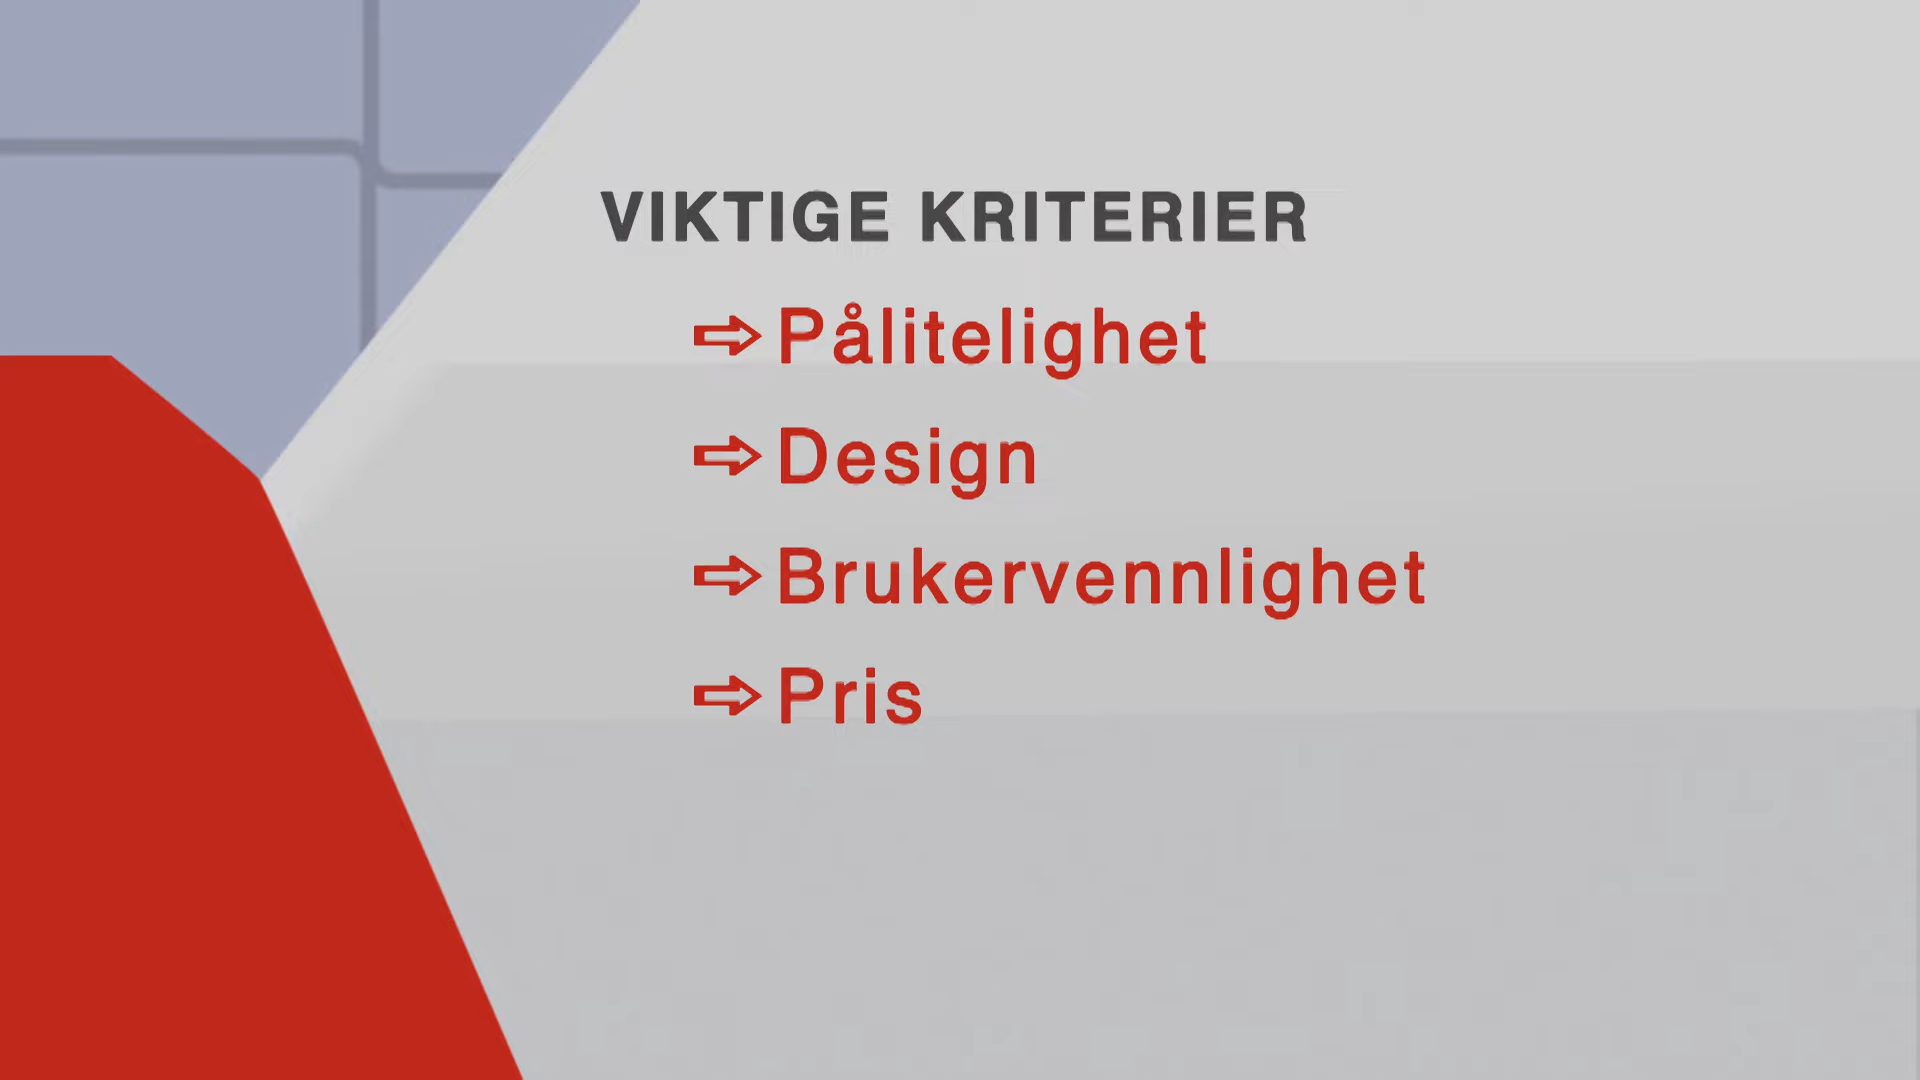 VIKTIGE KRITERIER
⇨ Pålitelighet
⇨ Design
⇨ Brukervennlighet
⇨ Pris